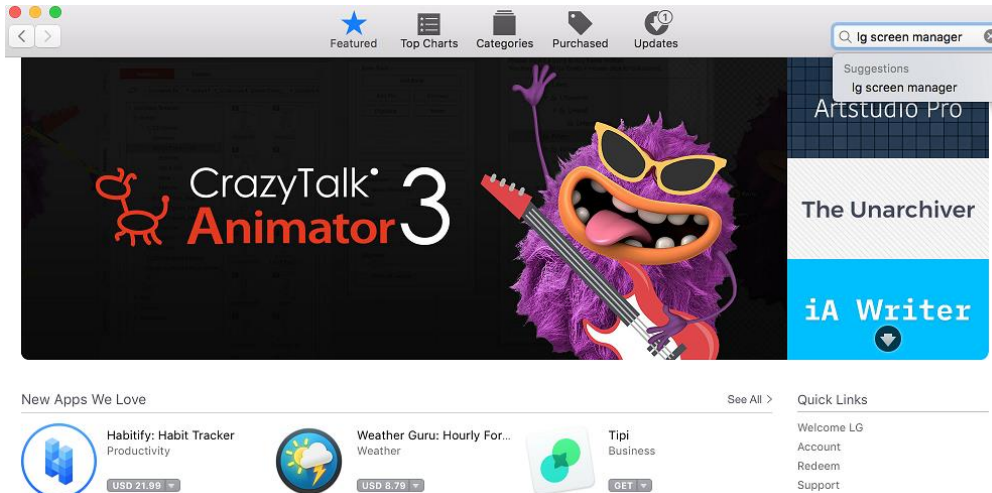 1
Featured
Top Charts
Categories
Purchased
Updates
lg screen manager
Suggestions
lg screen manager
CrazyTalk
Animator 3
Artstudio Pro
The Unarchiver
iA Writer
New Apps We Love
See All >
Quick Links
Habitify: Habit Tracker
Productivity
USD 21.99
Weather Guru: Hourly For...
Weather
USD 8.79
Tipi
Business
GET
Welcome LG
Account
Redeem
Support